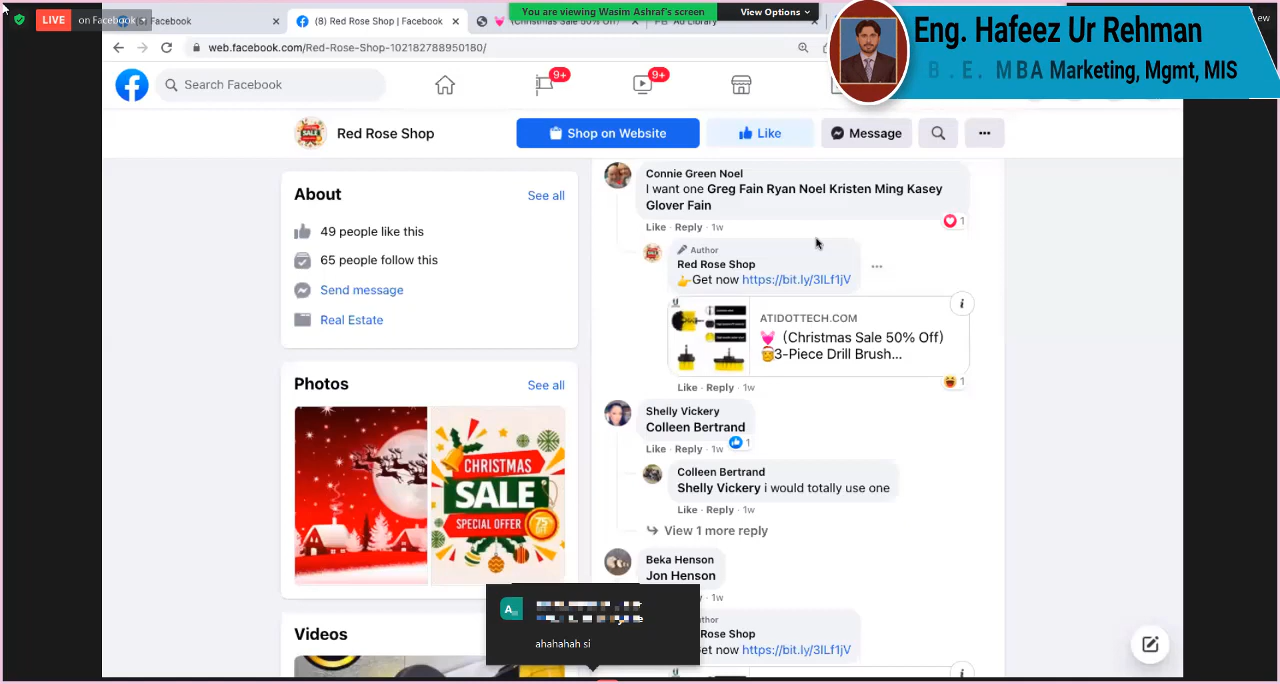 LIVE on Facebook
Facebook
(8) Red Rose Shop | Facebook
(Christmas Sale 50% Off)
Ad Library
You are viewing Wasim Ashraf's screen
View Options
Eng. Hafeez Ur Rehman
B. E. MBA Marketing, Mgmt, MIS
web.facebook.com/Red-Rose-Shop-102182788950180/
Search Facebook
9+
9+
Red Rose Shop
Shop on Website
Like
Message
About
See all
49 people like this
65 people follow this
Send message
Real Estate
Photos
See all
CHRISTMAS
SALE
SPECIAL OFFER
Videos
Connie Green Noel
I want one Greg Fain Ryan Noel Kristen Ming Kasey
Glover Fain
1
Like · Reply · 1w
Author
Red Rose Shop
👉Get now https://bit.ly/3ILf1jV
ATIDOTTECH.COM
💓 (Christmas Sale 50% Off)
🎅3-Piece Drill Brush...
1
Like · Reply · 1w
Shelly Vickery
Colleen Bertrand
1
Like · Reply · 1w
Colleen Bertrand
Shelly Vickery i would totally use one
Like · Reply · 1w
View 1 more reply
Beka Henson
Jon Henson
1w
Rose Shop
Get now https://bit.ly/3ILf1jV
A
ahahahah si